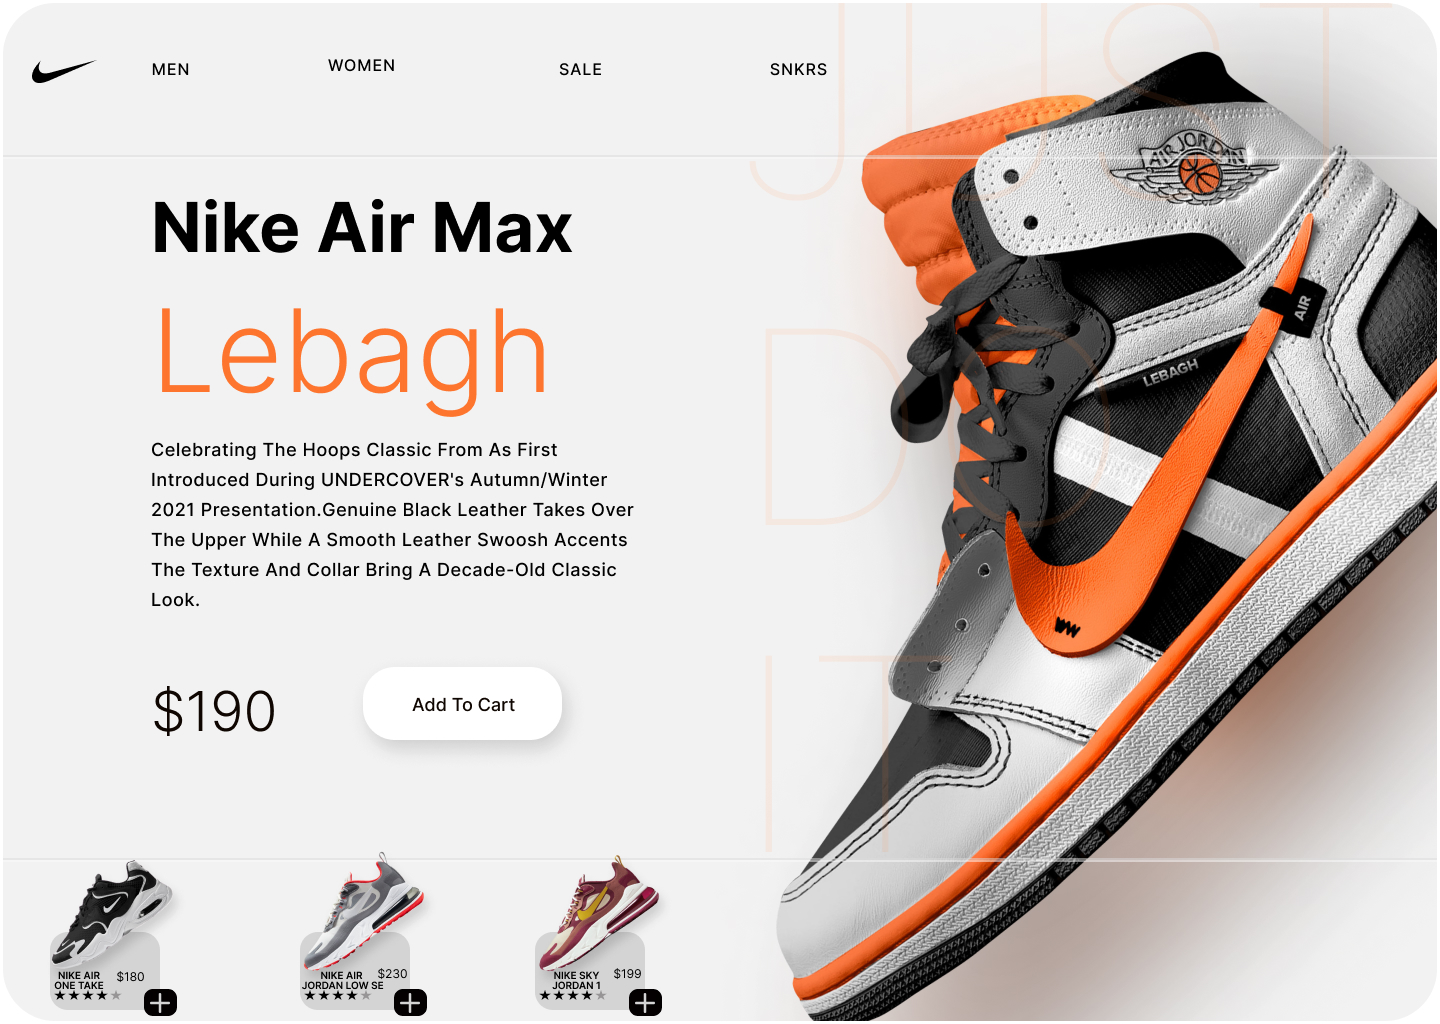 JUST
MEN
WOMEN
SALE
SNKRS
AIR JORDAN
Nike Air Max
Lebagh
AIR
LEBAGH
DO
Celebrating The Hoops Classic From As First
Introduced During UNDERCOVER's Autumn/Winter
2021 Presentation.Genuine Black Leather Takes Over
The Upper While A Smooth Leather Swoosh Accents
The Texture And Collar Bring A Decade-Old Classic
Look.
IT
$190
Add To Cart
NIKE AIR
ONE TAKE
$180
NIKE AIR
JORDAN LOW SE
$230
NIKE SKY
JORDAN 1
$199